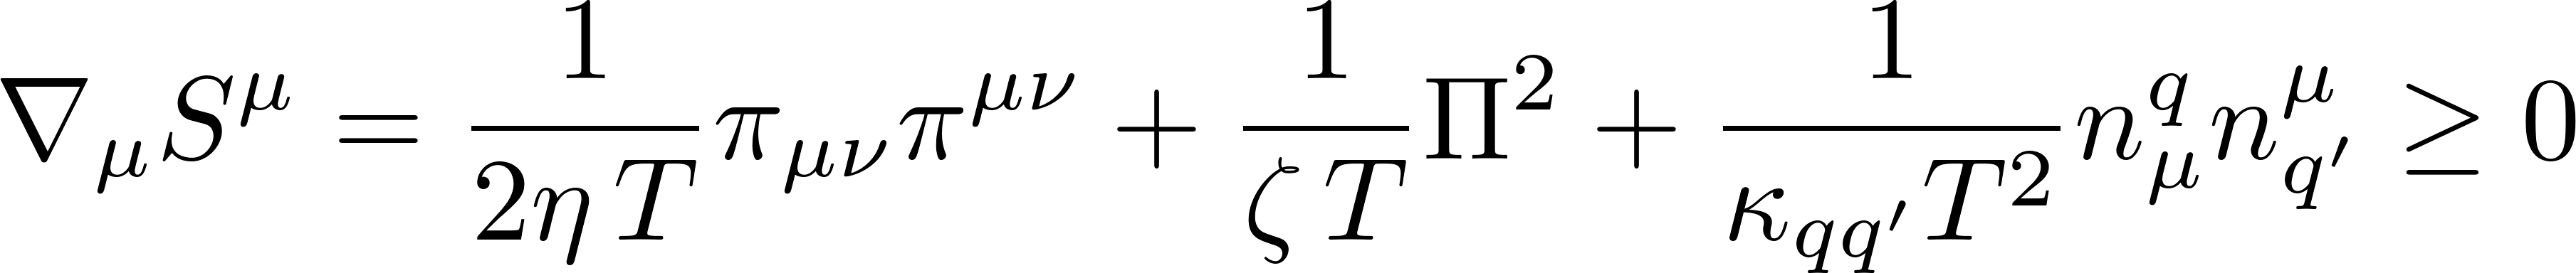 ∇_μ S^μ = \frac{1}{2ηT} π_{μν} π^{μν} + \frac{1}{ζT} Π^2 + \frac{1}{κ_{qq'} T^2} n^q_μ n^μ_{q'} ≥ 0